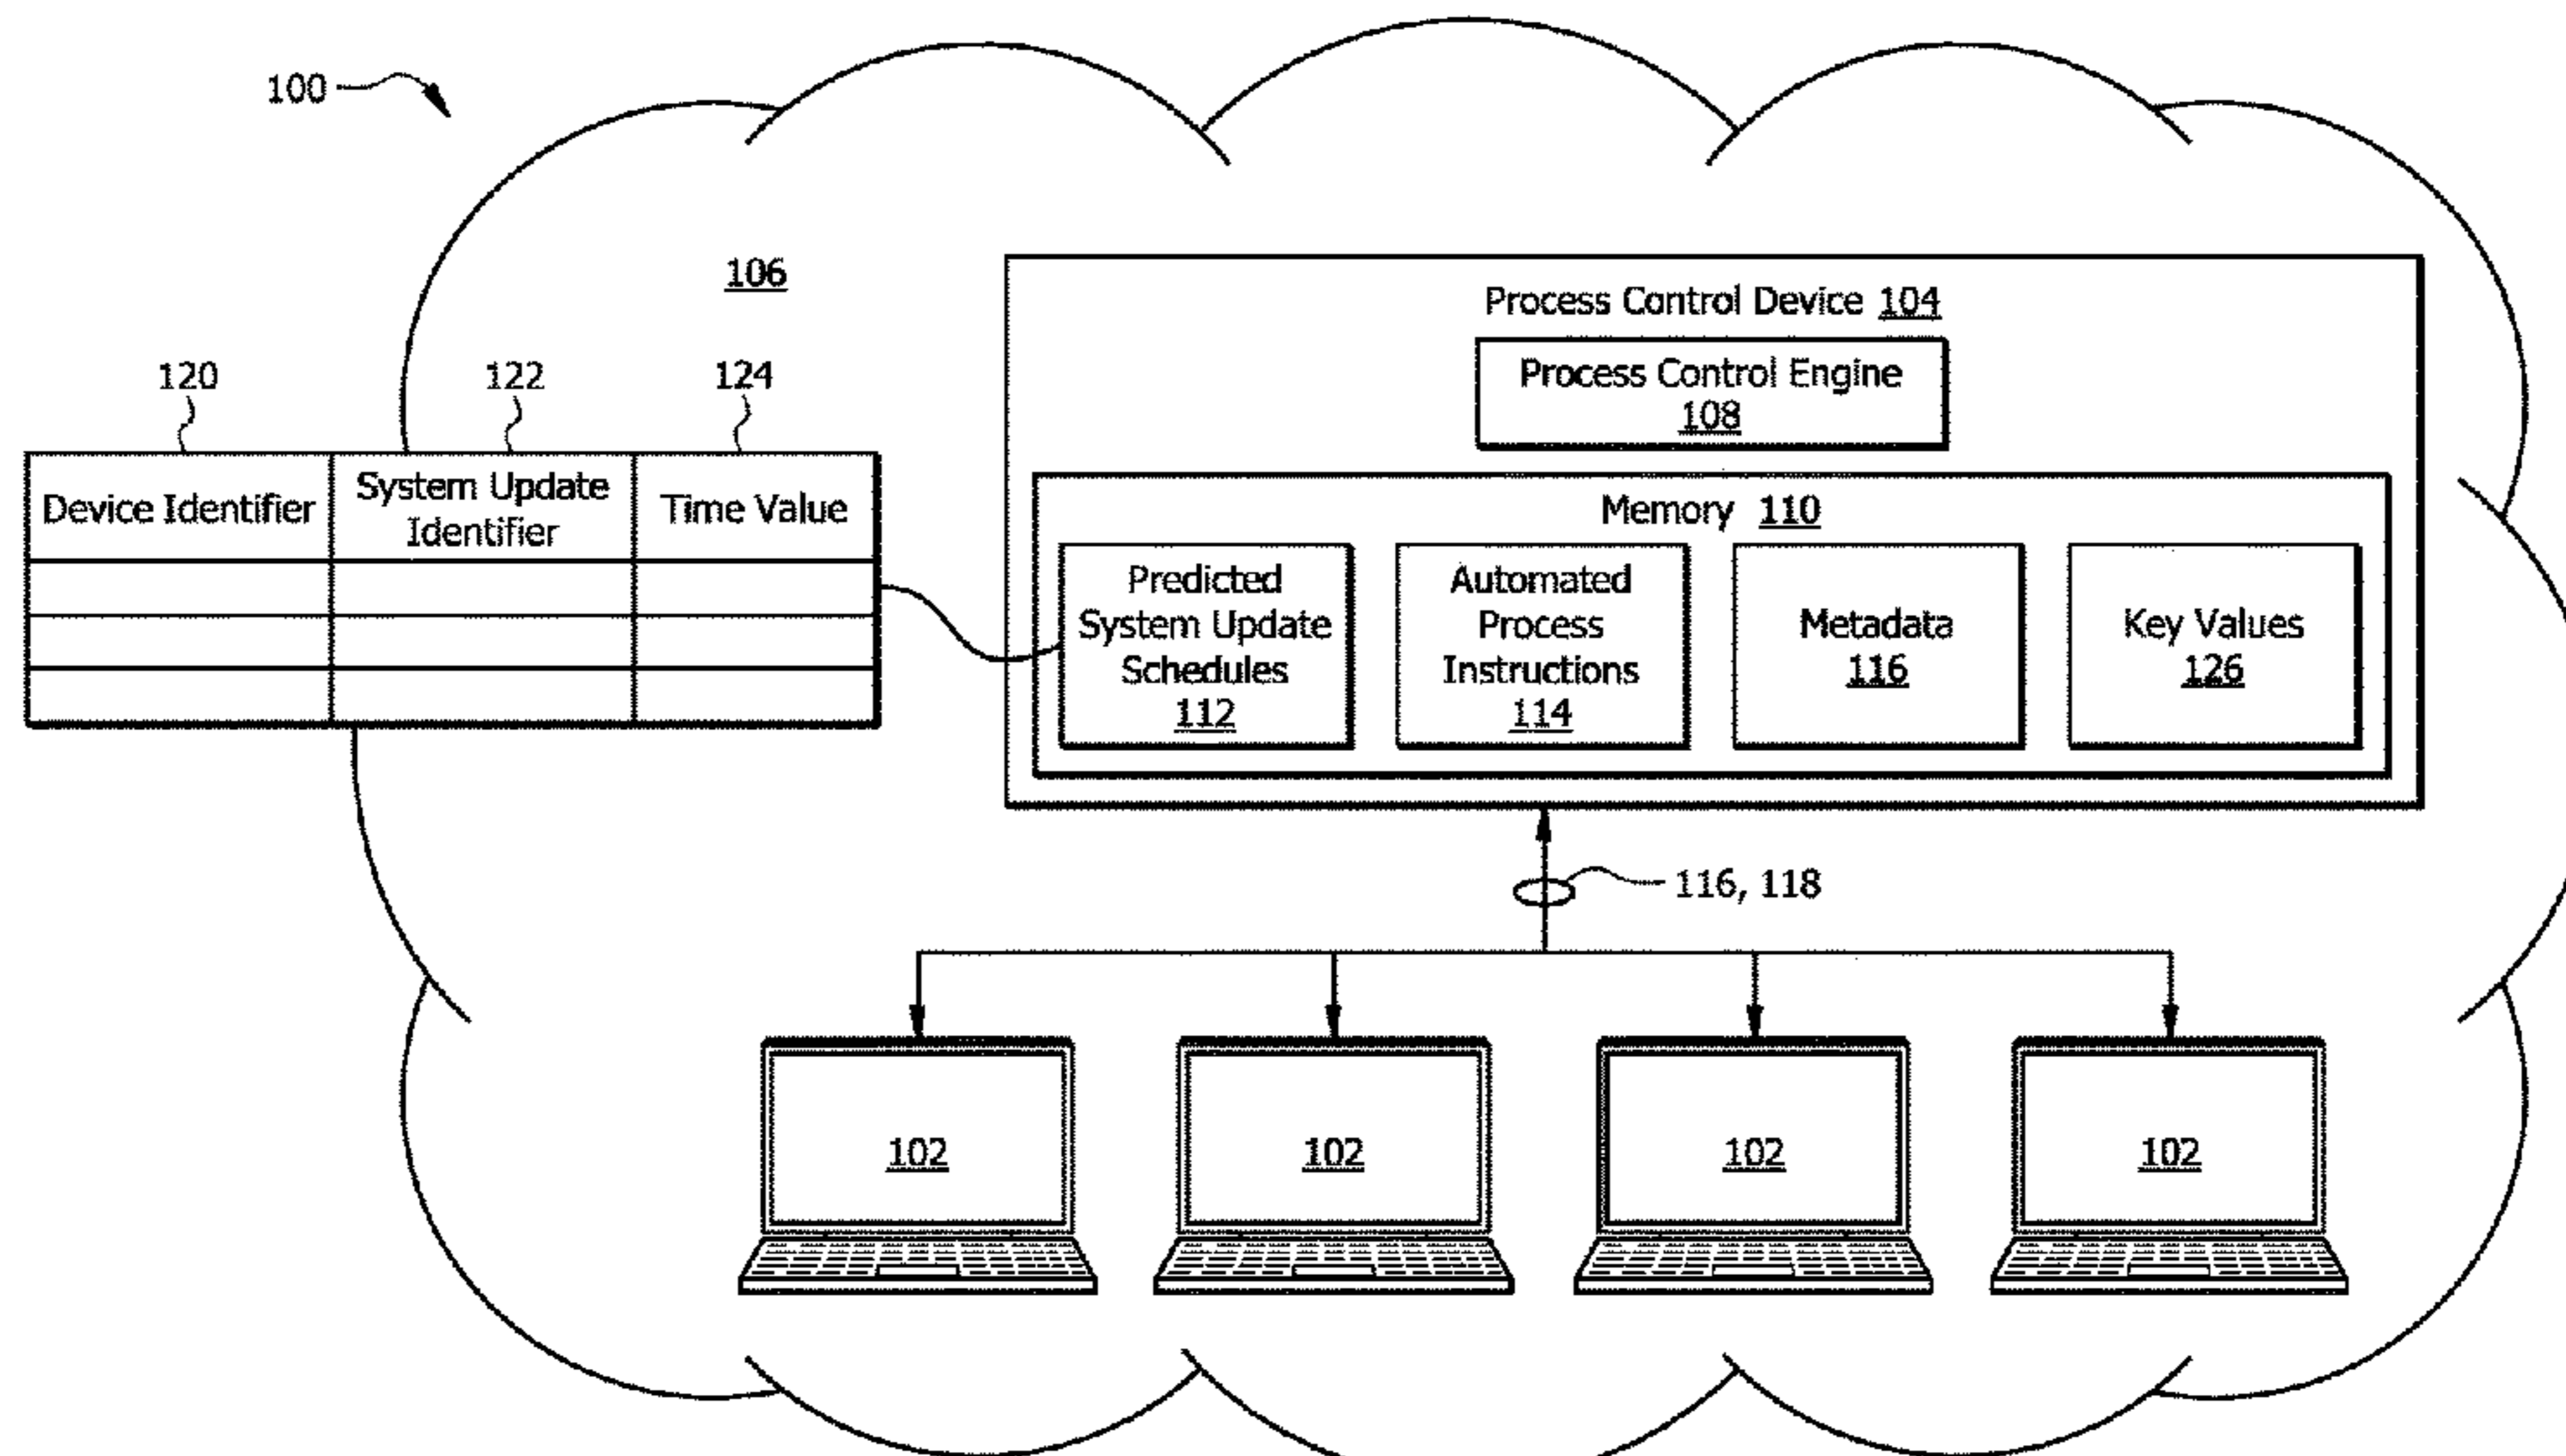 100
106
Process Control Device 104
Process Control Engine
108
120
122
124
Device Identifier
System Update
Identifier
Time Value
Memory 110
Predicted
System Update
Schedules
112
Automated
Process
Instructions
114
Metadata
116
Key Values
126
116, 118
102
102
102
102